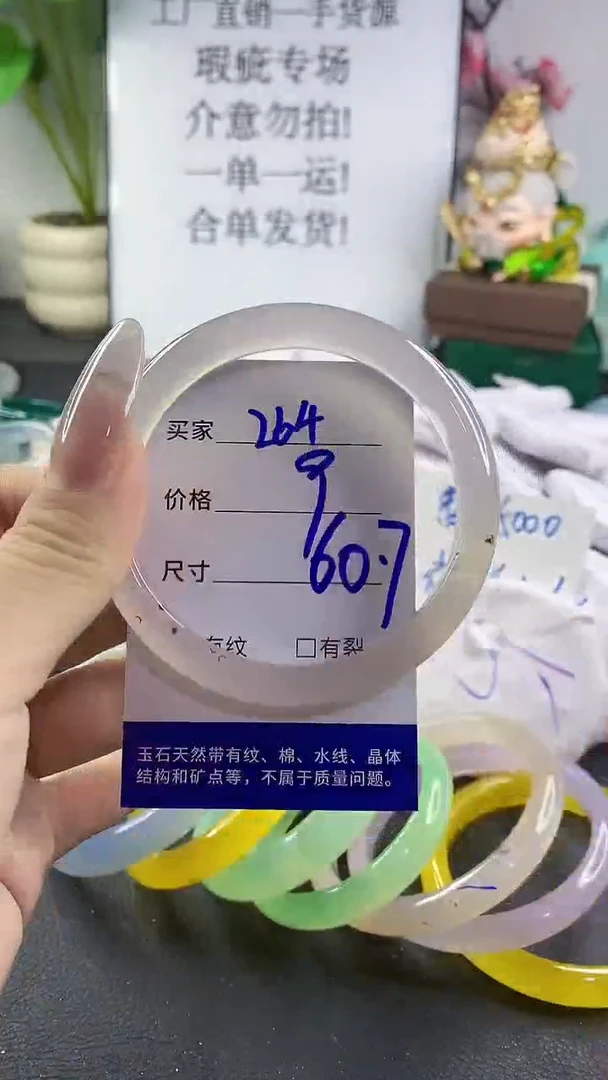 工厂直销一手货源
瑕疵专场
介意勿拍!
一单一运!
合单发货!
买家 264
价格 9
尺寸 60.7
有纹 □有裂
玉石天然带有纹、棉、水线、晶体
结构和矿点等，不属于质量问题。